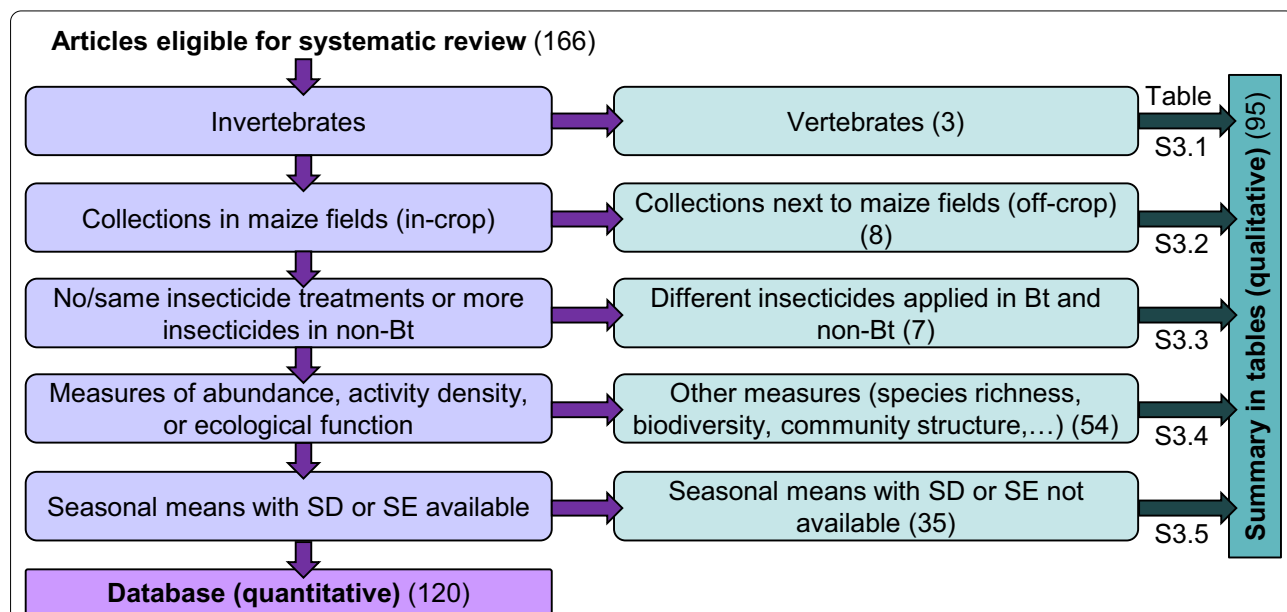 Articles eligible for systematic review (166)
Invertebrates
Vertebrates (3)
Table
S3.1
Collections in maize fields (in-crop)
Collections next to maize fields (off-crop)
(8)
S3.2
No/same insecticide treatments or more
insecticides in non-Bt
Different insecticides applied in Bt and
non-Bt (7)
S3.3
Measures of abundance, activity density,
or ecological function
Other measures (species richness,
biodiversity, community structure,…) (54)
S3.4
Seasonal means with SD or SE available
Seasonal means with SD or SE not
available (35)
S3.5
Summary in tables (qualitative) (95)
Database (quantitative) (120)